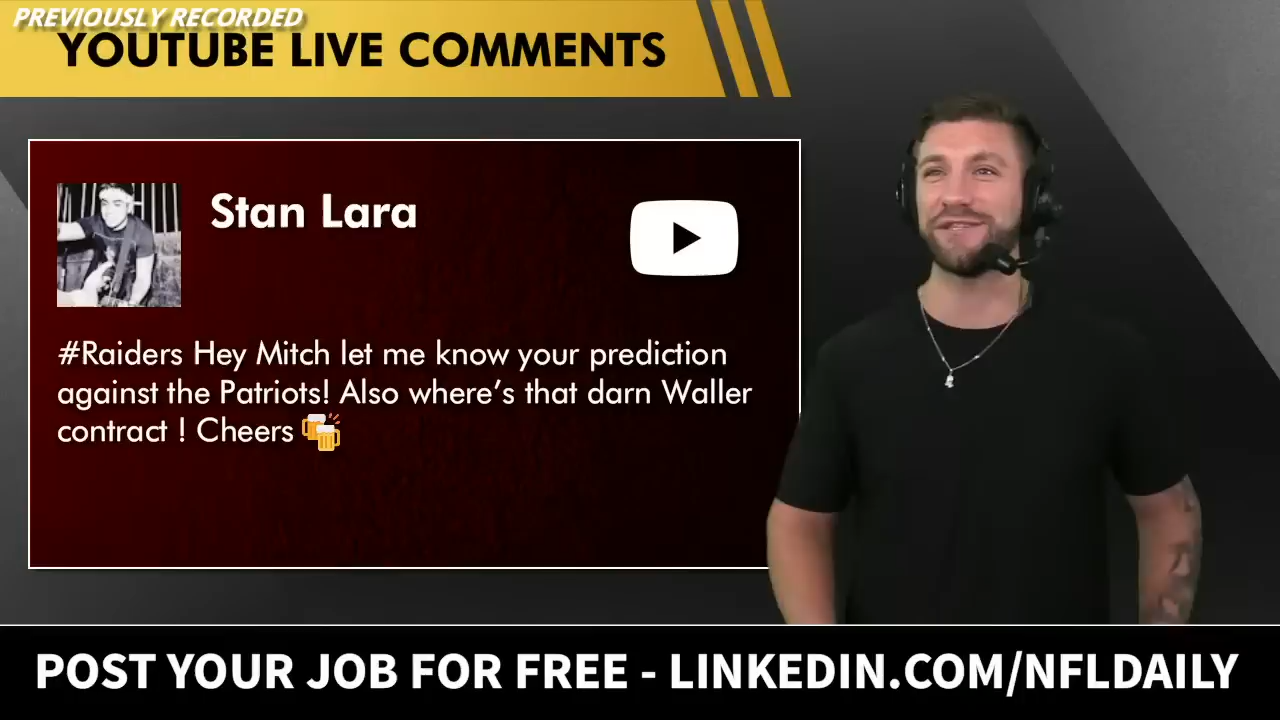 PREVIOUSLY RECORDED
YOUTUBE LIVE COMMENTS
Stan Lara
#Raiders Hey Mitch let me know your prediction
against the Patriots! Also where's that darn Waller
contract ! Cheers 🍻
POST YOUR JOB FOR FREE - LINKEDIN.COM/NFLDAILY